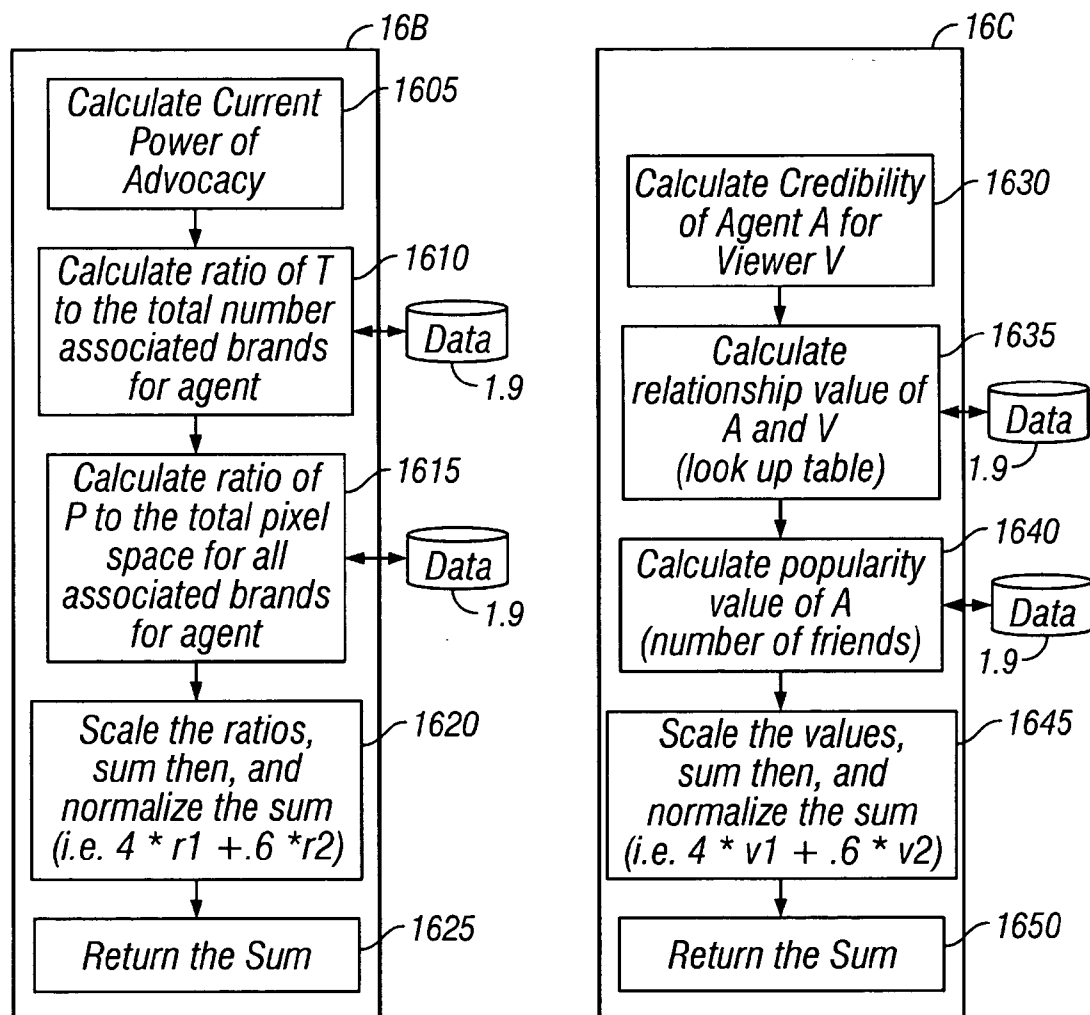 16B
Calculate Current
Power of
Advocacy
1605
Calculate ratio of T
to the total number
associated brands
for agent
1610
Data
1.9
Calculate ratio of
P to the total pixel
space for all
associated brands
for agent
1615
Data
1.9
Scale the ratios,
sum then, and
normalize the sum
(i.e. 4 * r1 +.6 *r2)
1620
Return the Sum
1625
16C
Calculate Credibility
of Agent A for
Viewer V
1630
Calculate
relationship value of
A and V
(look up table)
1635
Data
1.9
Calculate popularity
value of A
(number of friends)
1640
Data
1.9
Scale the values,
sum then, and
normalize the sum
(i.e. 4 * v1 + .6 * v2)
1645
Return the Sum
1650